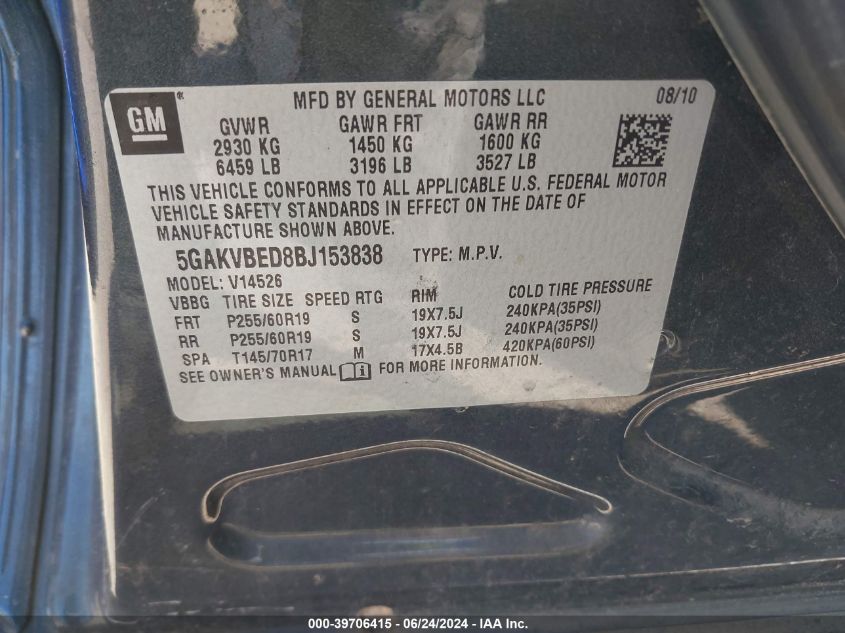 GM
MFD BY GENERAL MOTORS LLC 08/10
GVWR GAWR FRT GAWR RR
2930 KG 1450 KG 1600 KG
6459 LB 3196 LB 3527 LB
THIS VEHICLE CONFORMS TO ALL APPLICABLE U.S. FEDERAL MOTOR
VEHICLE SAFETY STANDARDS IN EFFECT ON THE DATE OF
MANUFACTURE SHOWN ABOVE.
5GAKVBED8BJ153838 TYPE: M.P.V.
MODEL: V14526
VBBG TIRE SIZE SPEED RTG RIM COLD TIRE PRESSURE
FRT P255/60R19 S 19X7.5J 240KPA(35PSI)
RR P255/60R19 S 19X7.5J 240KPA(35PSI)
SPA T145/70R17 M 17X4.5B 420KPA(60PSI)
SEE OWNER'S MANUAL i FOR MORE INFORMATION.
000-39706415 - 06/24/2024 - IAA Inc.